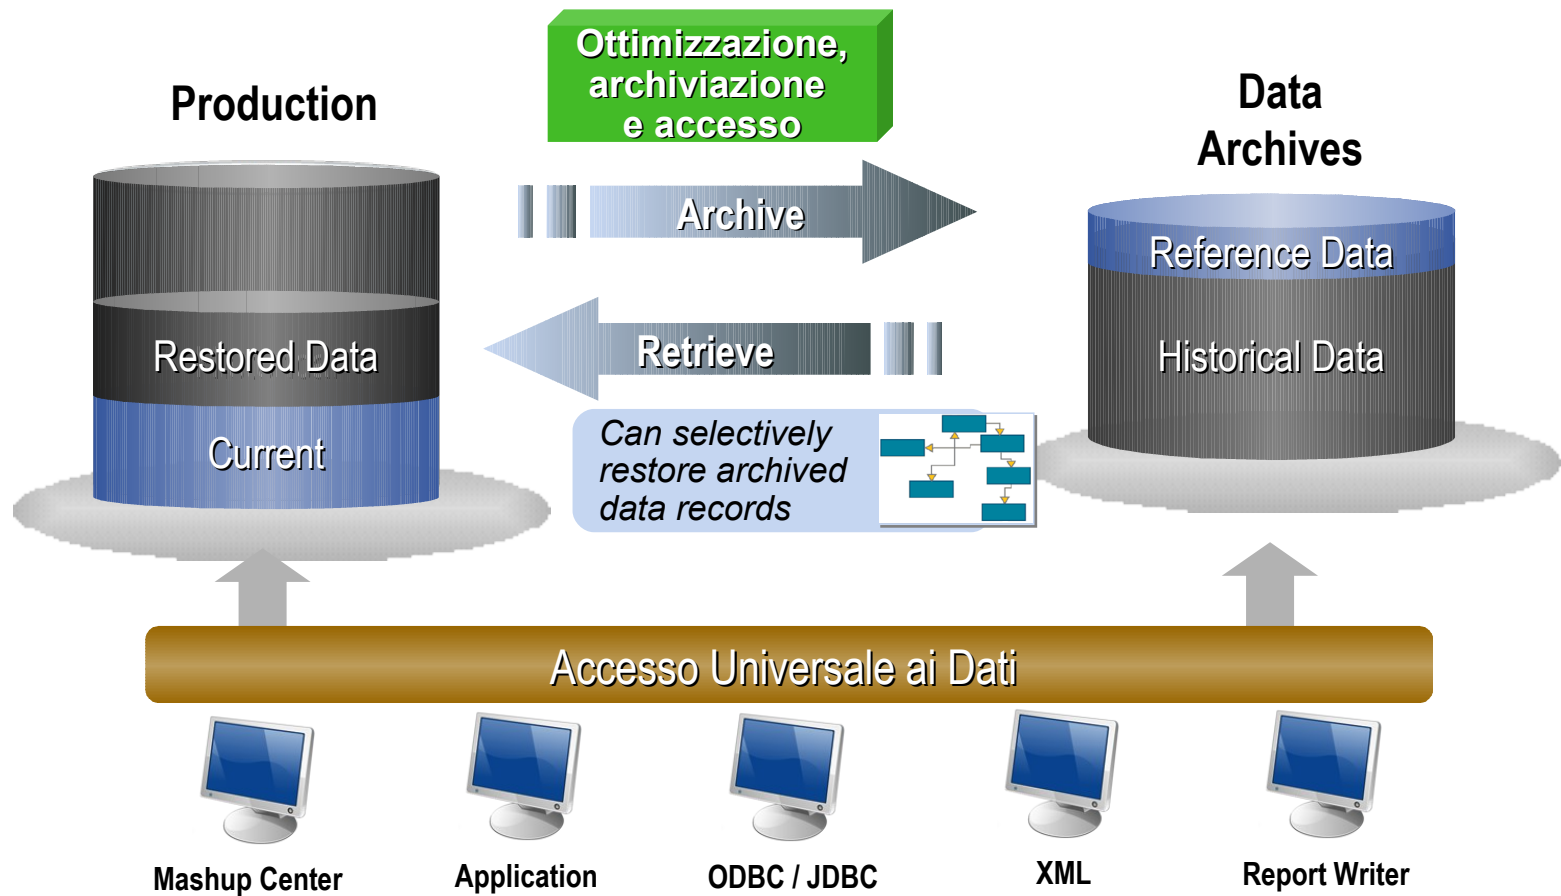 Ottimizzazione,
archiviazione
e accesso
Production
Data
Archives
Archive
Reference Data
Retrieve
Restored Data
Historical Data
Current
Can selectively
restore archived
data records
Accesso Universale ai Dati
Mashup Center
Application
ODBC / JDBC
XML
Report Writer